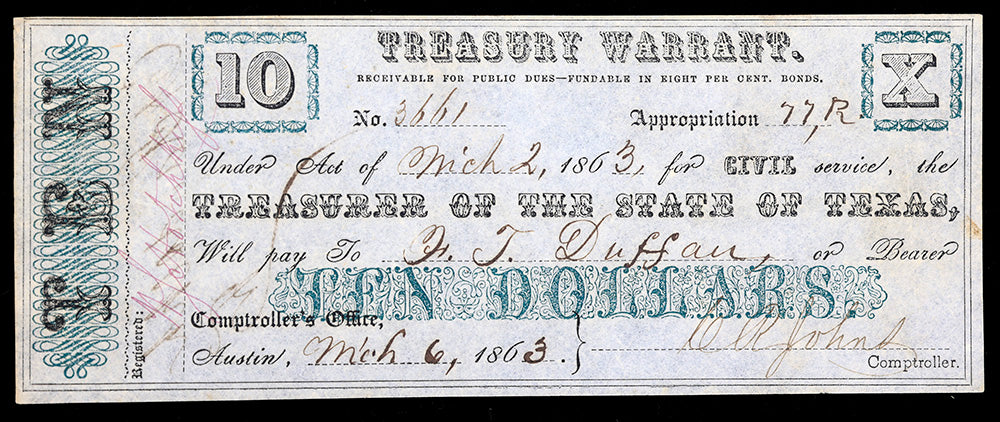 TEN
Registered:
10
TREASURY WARRANT.
X
RECEIVABLE FOR PUBLIC DUES—FUNDABLE IN EIGHT PER CENT. BONDS.
No. 3661 Appropriation 77, R
Under Act of Mch 2, 1863, for CIVIL service, the
TREASURER OF THE STATE OF TEXAS,
Will pay To F. T. Duffau, or Bearer
TEN DOLLARS.
Comptroller's Office,
Austin, Mch 6, 1863.
C R Johns
Comptroller.